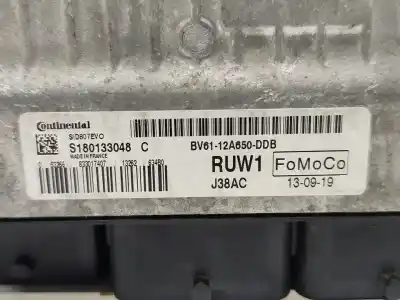 Continental
SID807EVO
S180133048 C
MADE IN FRANCE
BV61-12A650-DDB
RUW1
FoMoCo
J38AC
13-09-19